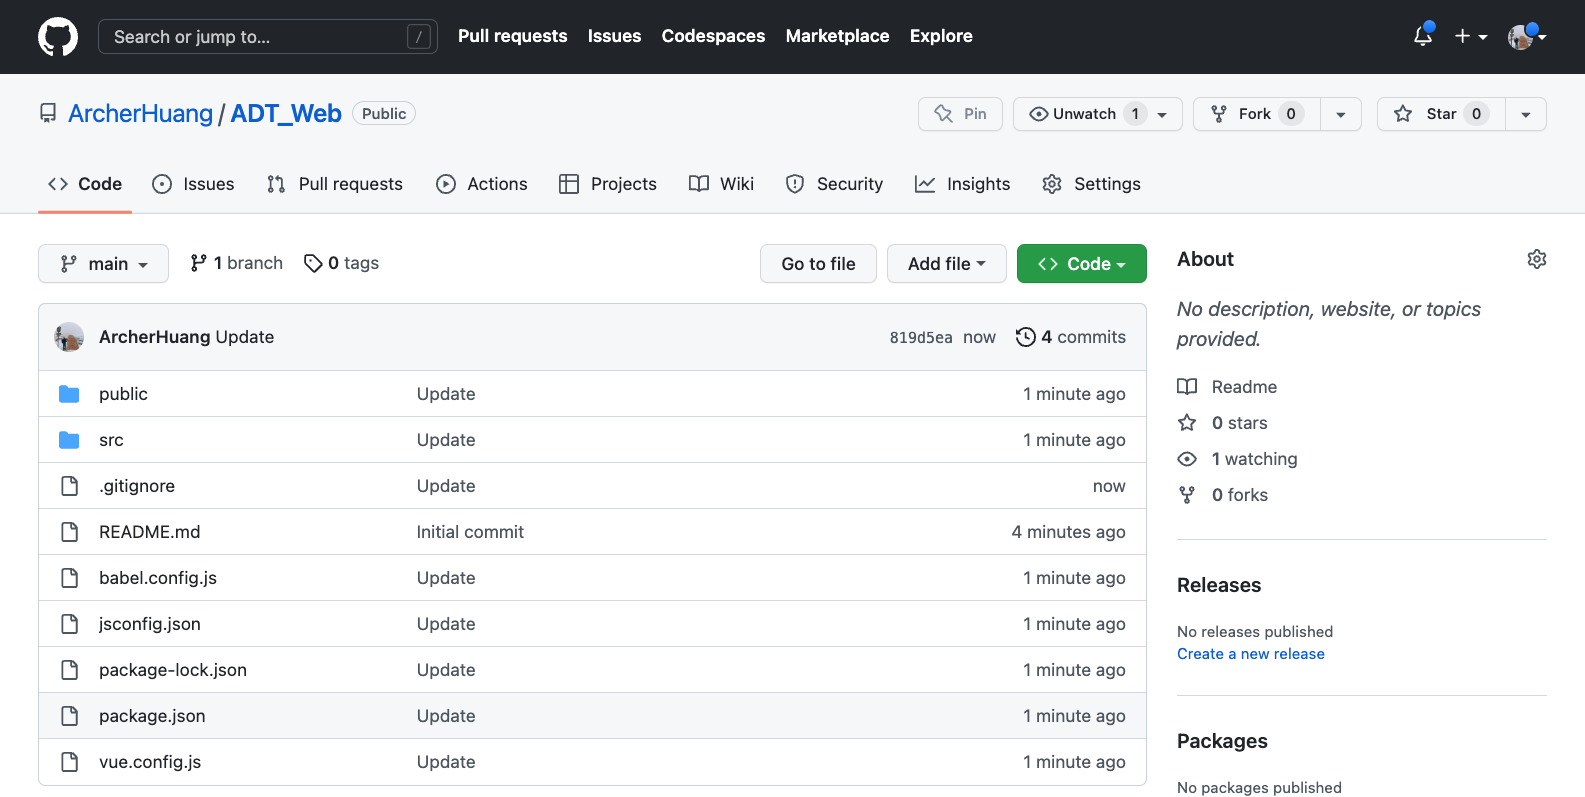 Search or jump to... /
Pull requests Issues Codespaces Marketplace Explore
ArcherHuang / ADT_Web Public
Pin Unwatch 1 Fork 0 Star 0
Code Issues Pull requests Actions Projects Wiki Security Insights Settings
main 1 branch 0 tags Go to file Add file Code
ArcherHuang Update 819d5ea now 4 commits
public Update 1 minute ago
src Update 1 minute ago
.gitignore Update now
README.md Initial commit 4 minutes ago
babel.config.js Update 1 minute ago
jsconfig.json Update 1 minute ago
package-lock.json Update 1 minute ago
package.json Update 1 minute ago
vue.config.js Update 1 minute ago
About
No description, website, or topics
provided.
Readme
0 stars
1 watching
0 forks
Releases
No releases published
Create a new release
Packages
No packages published